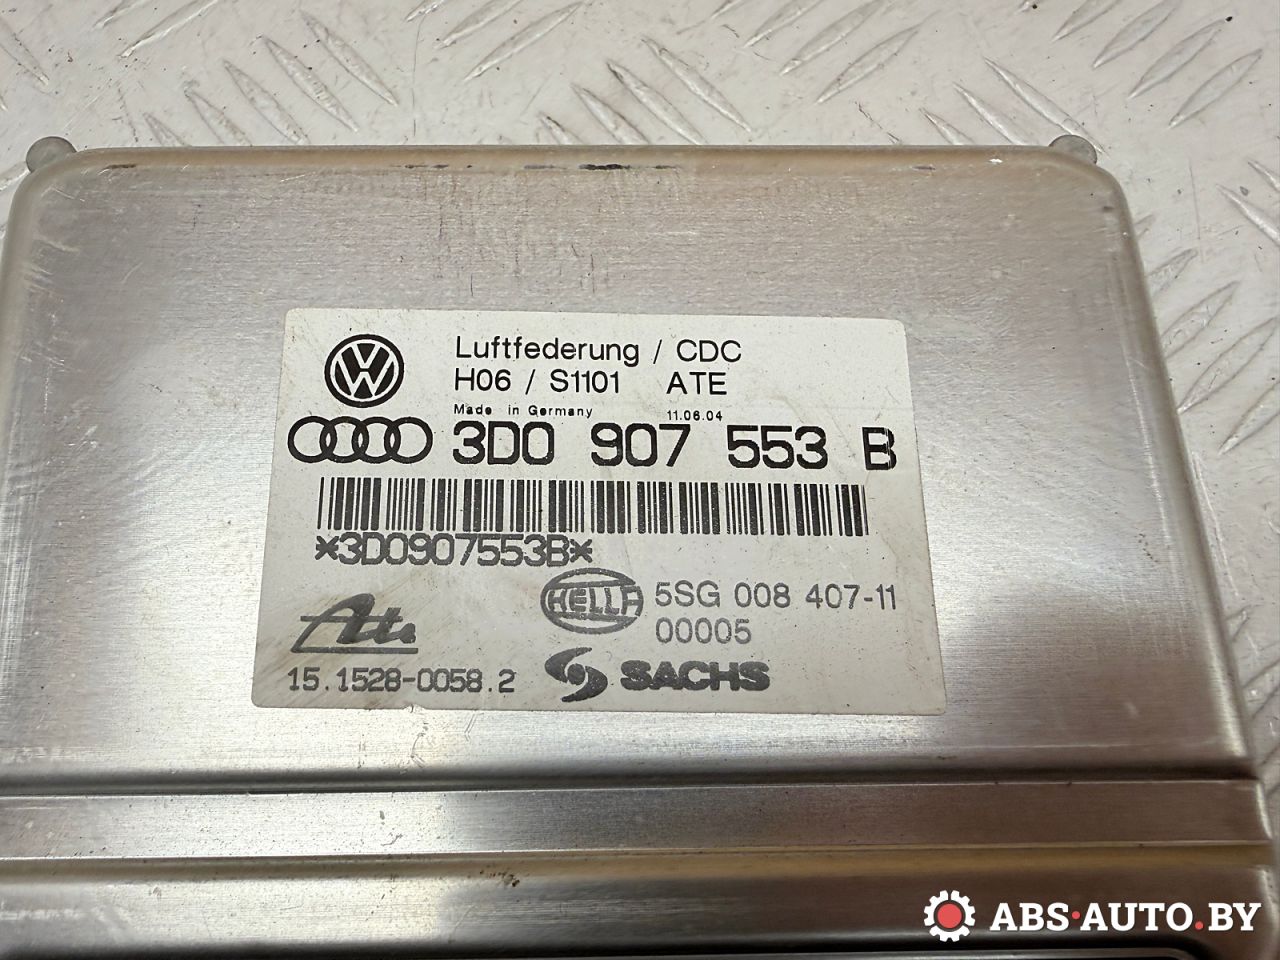 Luftfederung / CDC
H06 / S1101 ATE
Made in Germany 11.06.04
3D0 907 553 B
*3D0907553B*
HELLA 5SG 008 407-11
00005
Ate
15.1528-0058.2 SACHS
ABS·AUTO.BY